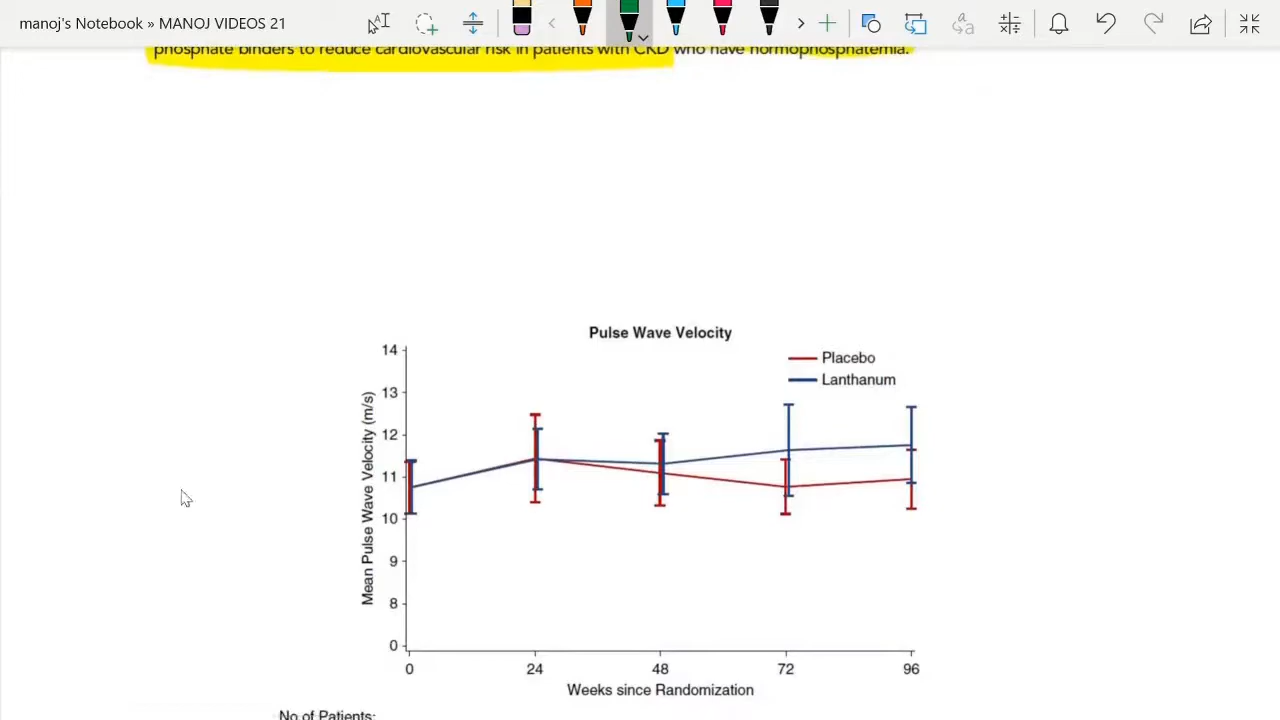 manoj's Notebook » MANOJ VIDEOS 21
phosphate binders to reduce cardiovascular risk in patients with CKD who have normophosphatemia.
Pulse Wave Velocity
Placebo
Lanthanum
Mean Pulse Wave Velocity (m/s)
14
13
12
11
10
9
8
0
0 24 48 72 96
Weeks since Randomization
No of Patients: